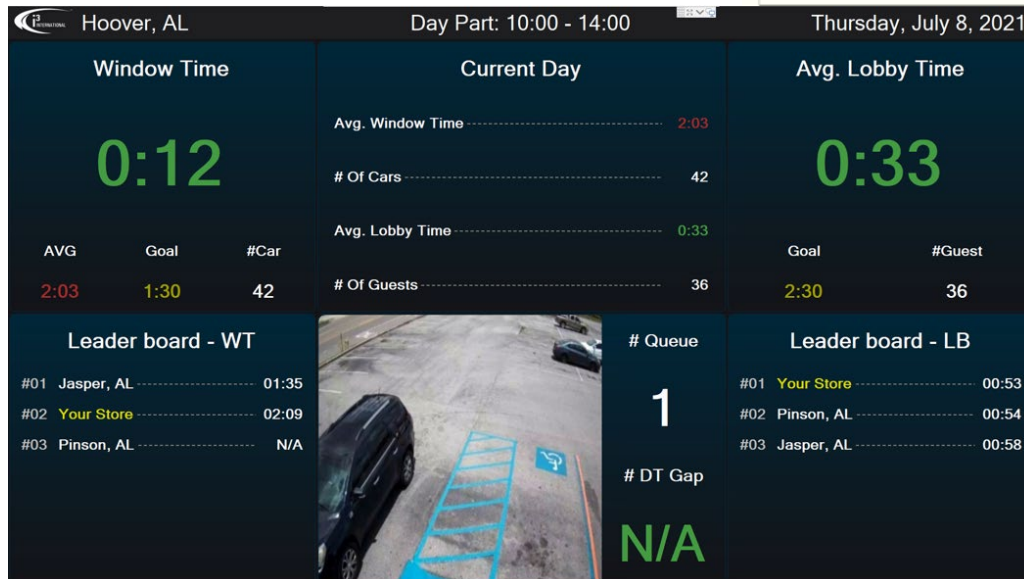 i3 INTERNATIONAL
Hoover, AL
Day Part: 10:00 - 14:00
Thursday, July 8, 2021
Window Time
0:12
AVG Goal #Car
2:03 1:30 42
Current Day
Avg. Window Time 2:03
# Of Cars 42
Avg. Lobby Time 0:33
# Of Guests 36
Avg. Lobby Time
0:33
Goal #Guest
2:30 36
Leader board - WT
#01 Jasper, AL 01:35
#02 Your Store 02:09
#03 Pinson, AL N/A
# Queue
1
# DT Gap
N/A
Leader board - LB
#01 Your Store 00:53
#02 Pinson, AL 00:54
#03 Jasper, AL 00:58